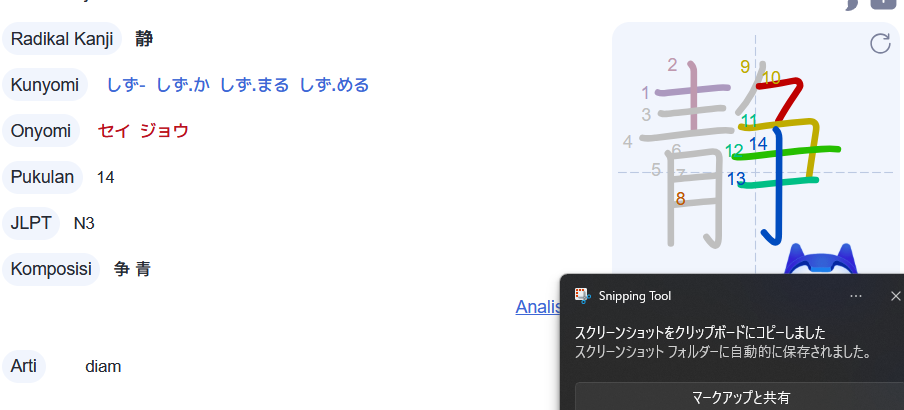 Radikal Kanji 静
Kunyomi しず- しず.か しず.まる しず.める
Onyomi セイ ジョウ
Pukulan 14
JLPT N3
Komposisi 争 青
Analis
Arti diam
1 2 3 4 5 6 7 8 9 10 11 12 13 14
Snipping Tool
スクリーンショットをクリップボードにコピーしました
スクリーンショット フォルダーに自動的に保存されました。
マークアップと共有